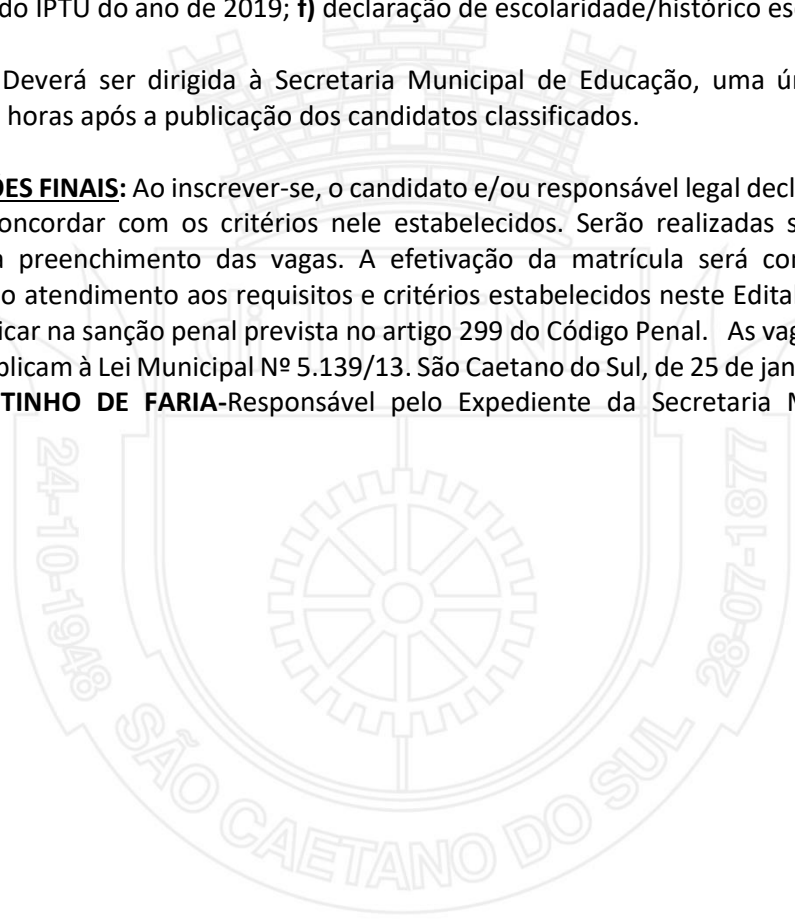 do IPTU do ano de 2019; f) declaração de escolaridade/histórico es
Deverá ser dirigida à Secretaria Municipal de Educação, uma ún
horas após a publicação dos candidatos classificados.
ÕES FINAIS: Ao inscrever-se, o candidato e/ou responsável legal decl
oncordar com os critérios nele estabelecidos. Serão realizadas s
preenchimento das vagas. A efetivação da matrícula será con
o atendimento aos requisitos e critérios estabelecidos neste Edital
icar na sanção penal prevista no artigo 299 do Código Penal. As vag
plicam à Lei Municipal Nº 5.139/13. São Caetano do Sul, de 25 de jan
TINHO DE FARIA-Responsável pelo Expediente da Secretaria M
24-10-1948
28-07-1877
SÃO CAETANO DO SUL